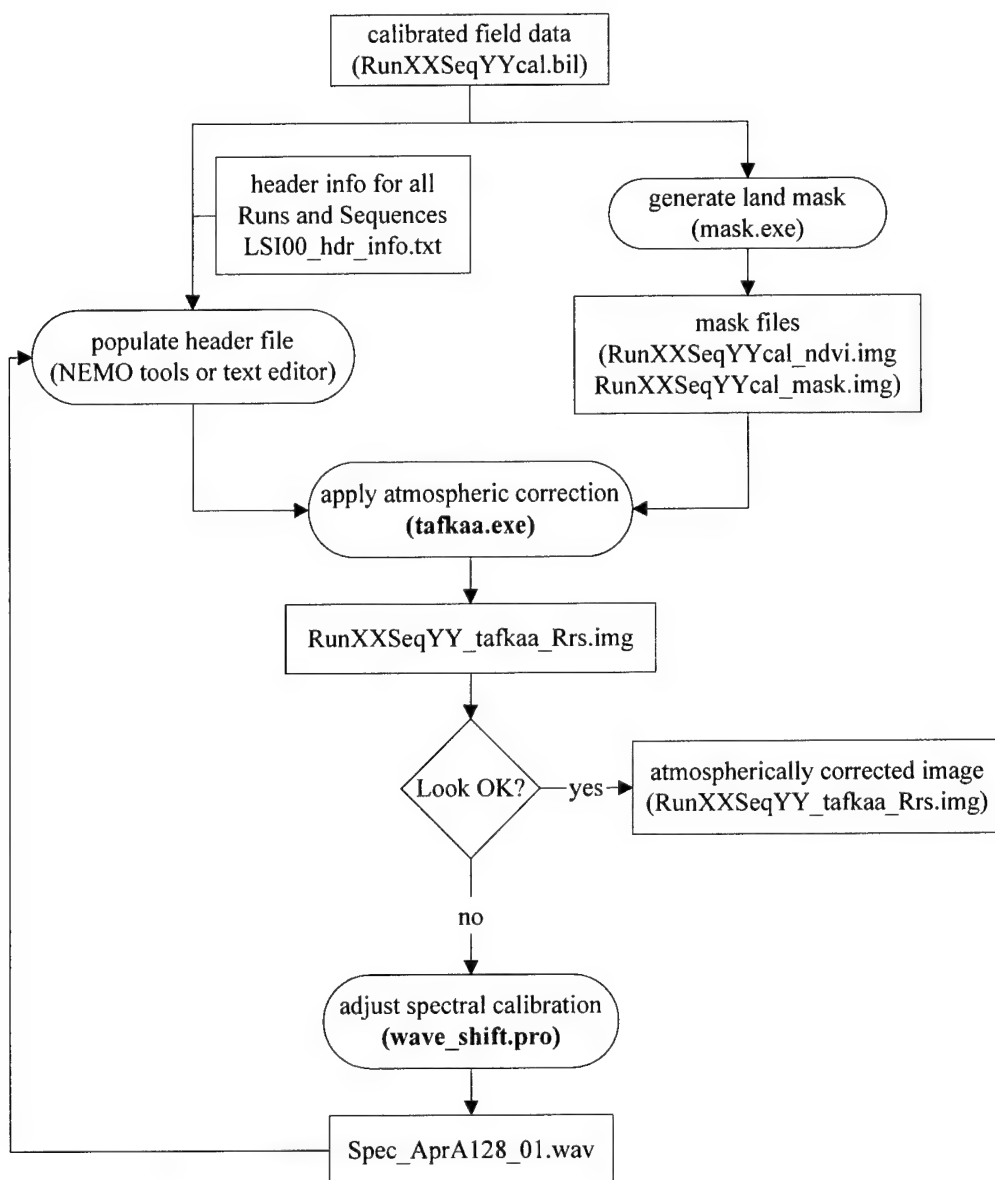 calibrated field data
(RunXXSeqYYcal.bil)
header info for all
Runs and Sequences
LSI00_hdr_info.txt
generate land mask
(mask.exe)
populate header file
(NEMO tools or text editor)
mask files
(RunXXSeqYYcal_ndvi.img
RunXXSeqYYcal_mask.img)
apply atmospheric correction
(tafkaa.exe)
RunXXSeqYY_tafkaa_Rrs.img
Look OK?
yes
atmospherically corrected image
(RunXXSeqYY_tafkaa_Rrs.img)
no
adjust spectral calibration
(wave_shift.pro)
Spec_AprA128_01.wav